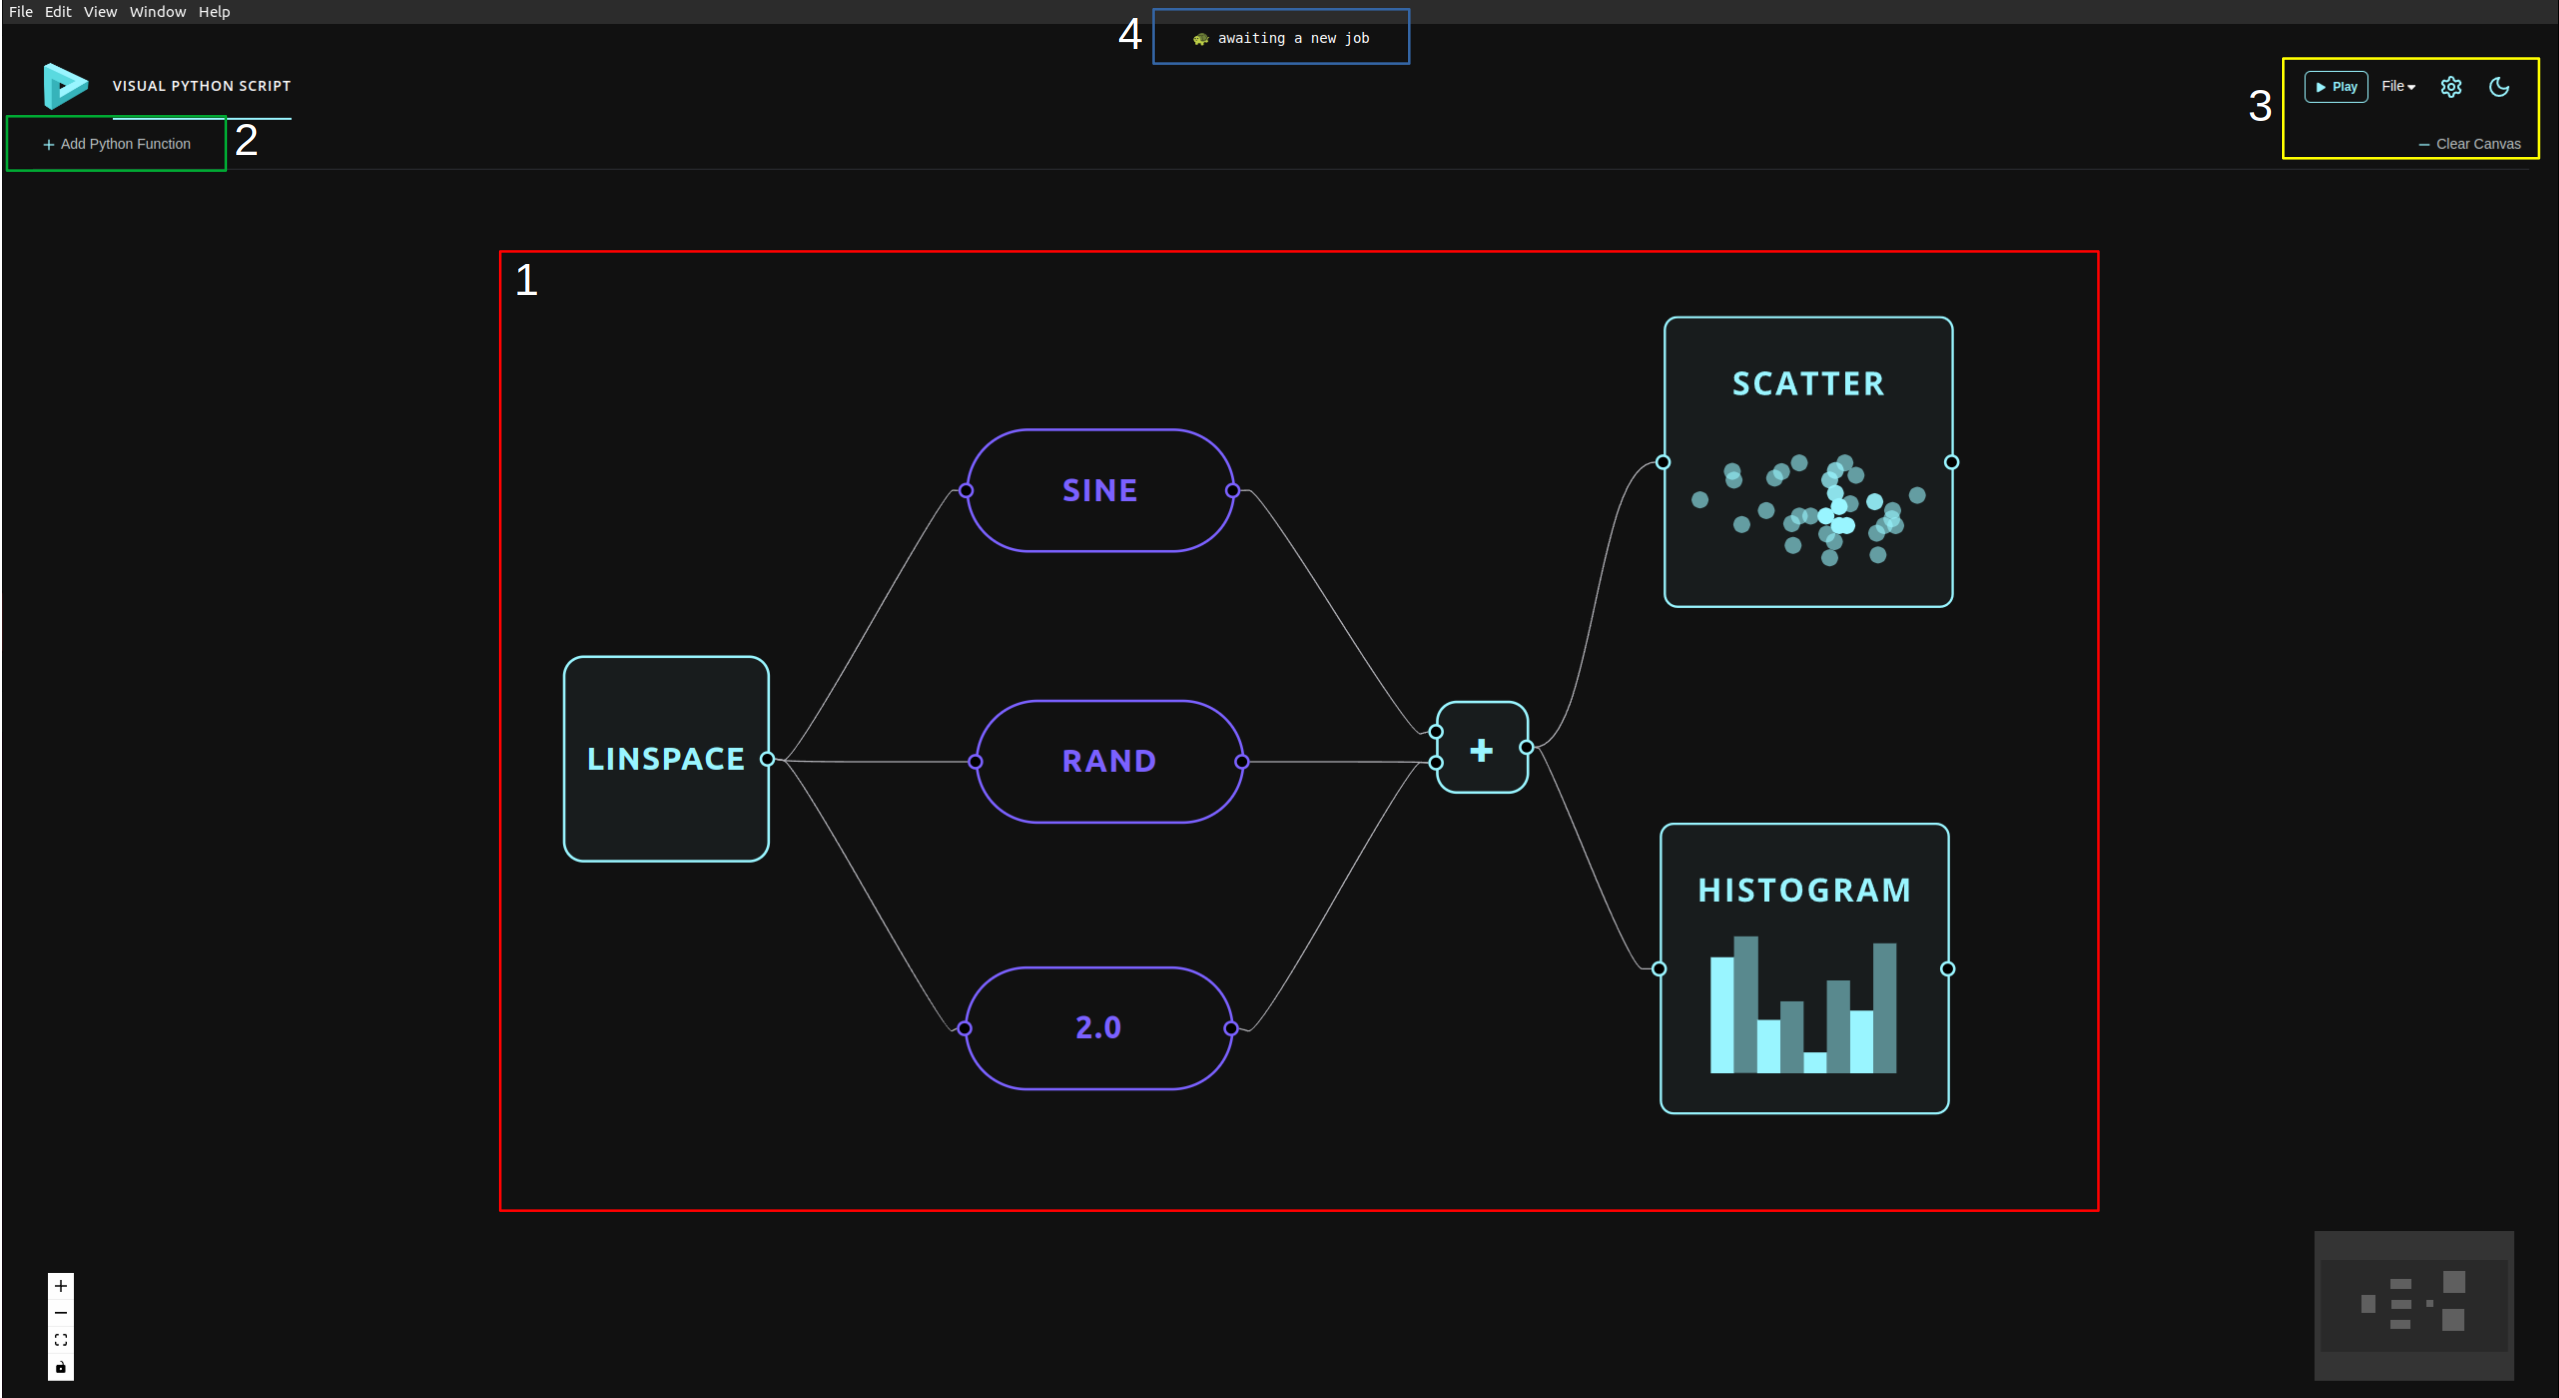 File Edit View Window Help
4 🐢 awaiting a new job
VISUAL PYTHON SCRIPT
Play File
3
+ Add Python Function
2
− Clear Canvas
1
SCATTER
SINE
LINSPACE
RAND
+
HISTOGRAM
2.0